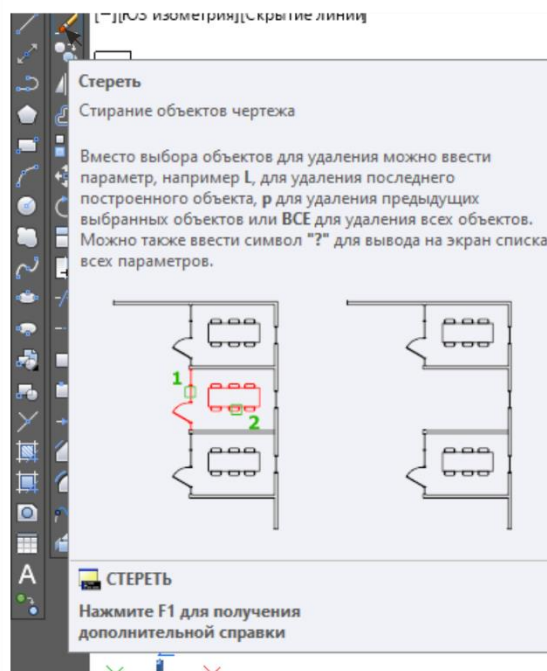 [−][ЮЗ изометрия][Скрытие линий]
Стереть
Стирание объектов чертежа
Вместо выбора объектов для удаления можно ввести
параметр, например L, для удаления последнего
построенного объекта, p для удаления предыдущих
выбранных объектов или ВСЕ для удаления всех объектов.
Можно также ввести символ "?" для вывода на экран списка
всех параметров.
1
2
A
СТЕРЕТЬ
Нажмите F1 для получения
дополнительной справки